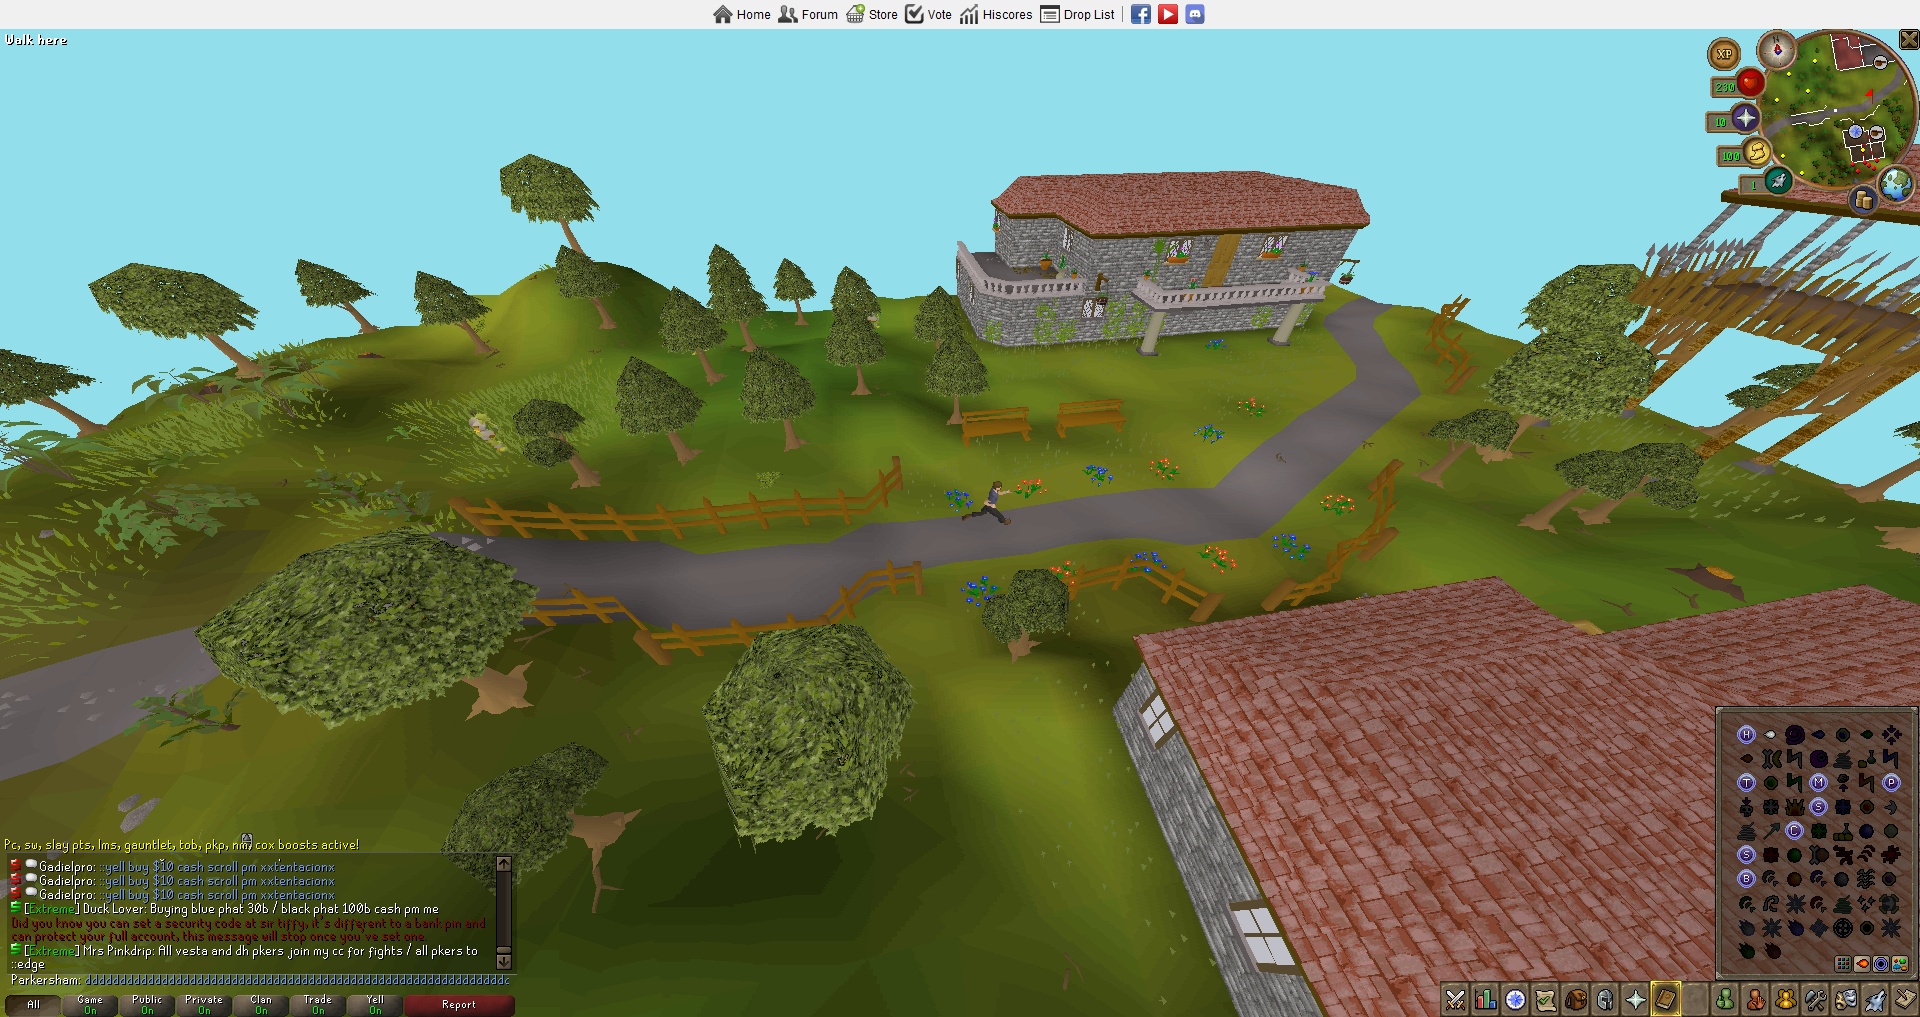 Home Forum Store Vote Hiscores Drop List
Walk here
XP
230
10
100
1
Pc, sw, slay pts, lms, gauntlet, tob, pkp, nm, cox boosts active!
Gadielpro: ::yell buy $10 cash scroll pm xxtentacionx
Gadielpro: ::yell buy $10 cash scroll pm xxtentacionx
Gadielpro: ::yell buy $10 cash scroll pm xxtentacionx
[Extreme] Duck Lover: Buying blue phat 30b / black phat 100b cash pm me
Did you know you can set a security code at sir tiffy, it's different to a bank pin and
can protect your full account, this message will stop once you've set one.
[Extreme] Mrs Pinkdrip: All vesta and dh pkers join my cc for fights / all pkers to
::edge
Parkersham: ddddddddddddddddddddddddddddddddddddddddddddddddddddddddddddddddddddc
All Game Public Private Clan Trade Yell Report
On On On On On On
H
T M P
S
C
S
B